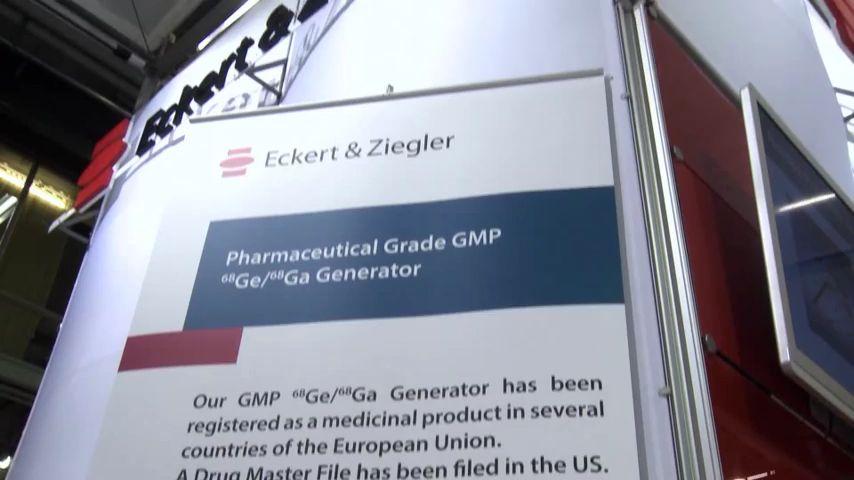 Eckert &
Eckert & Ziegler
Pharmaceutical Grade GMP
⁶⁸Ge/⁶⁸Ga Generator
Our GMP ⁶⁸Ge/⁶⁸Ga Generator has been
registered as a medicinal product in several
countries of the European Union.
A Drug Master File has been filed in the US.